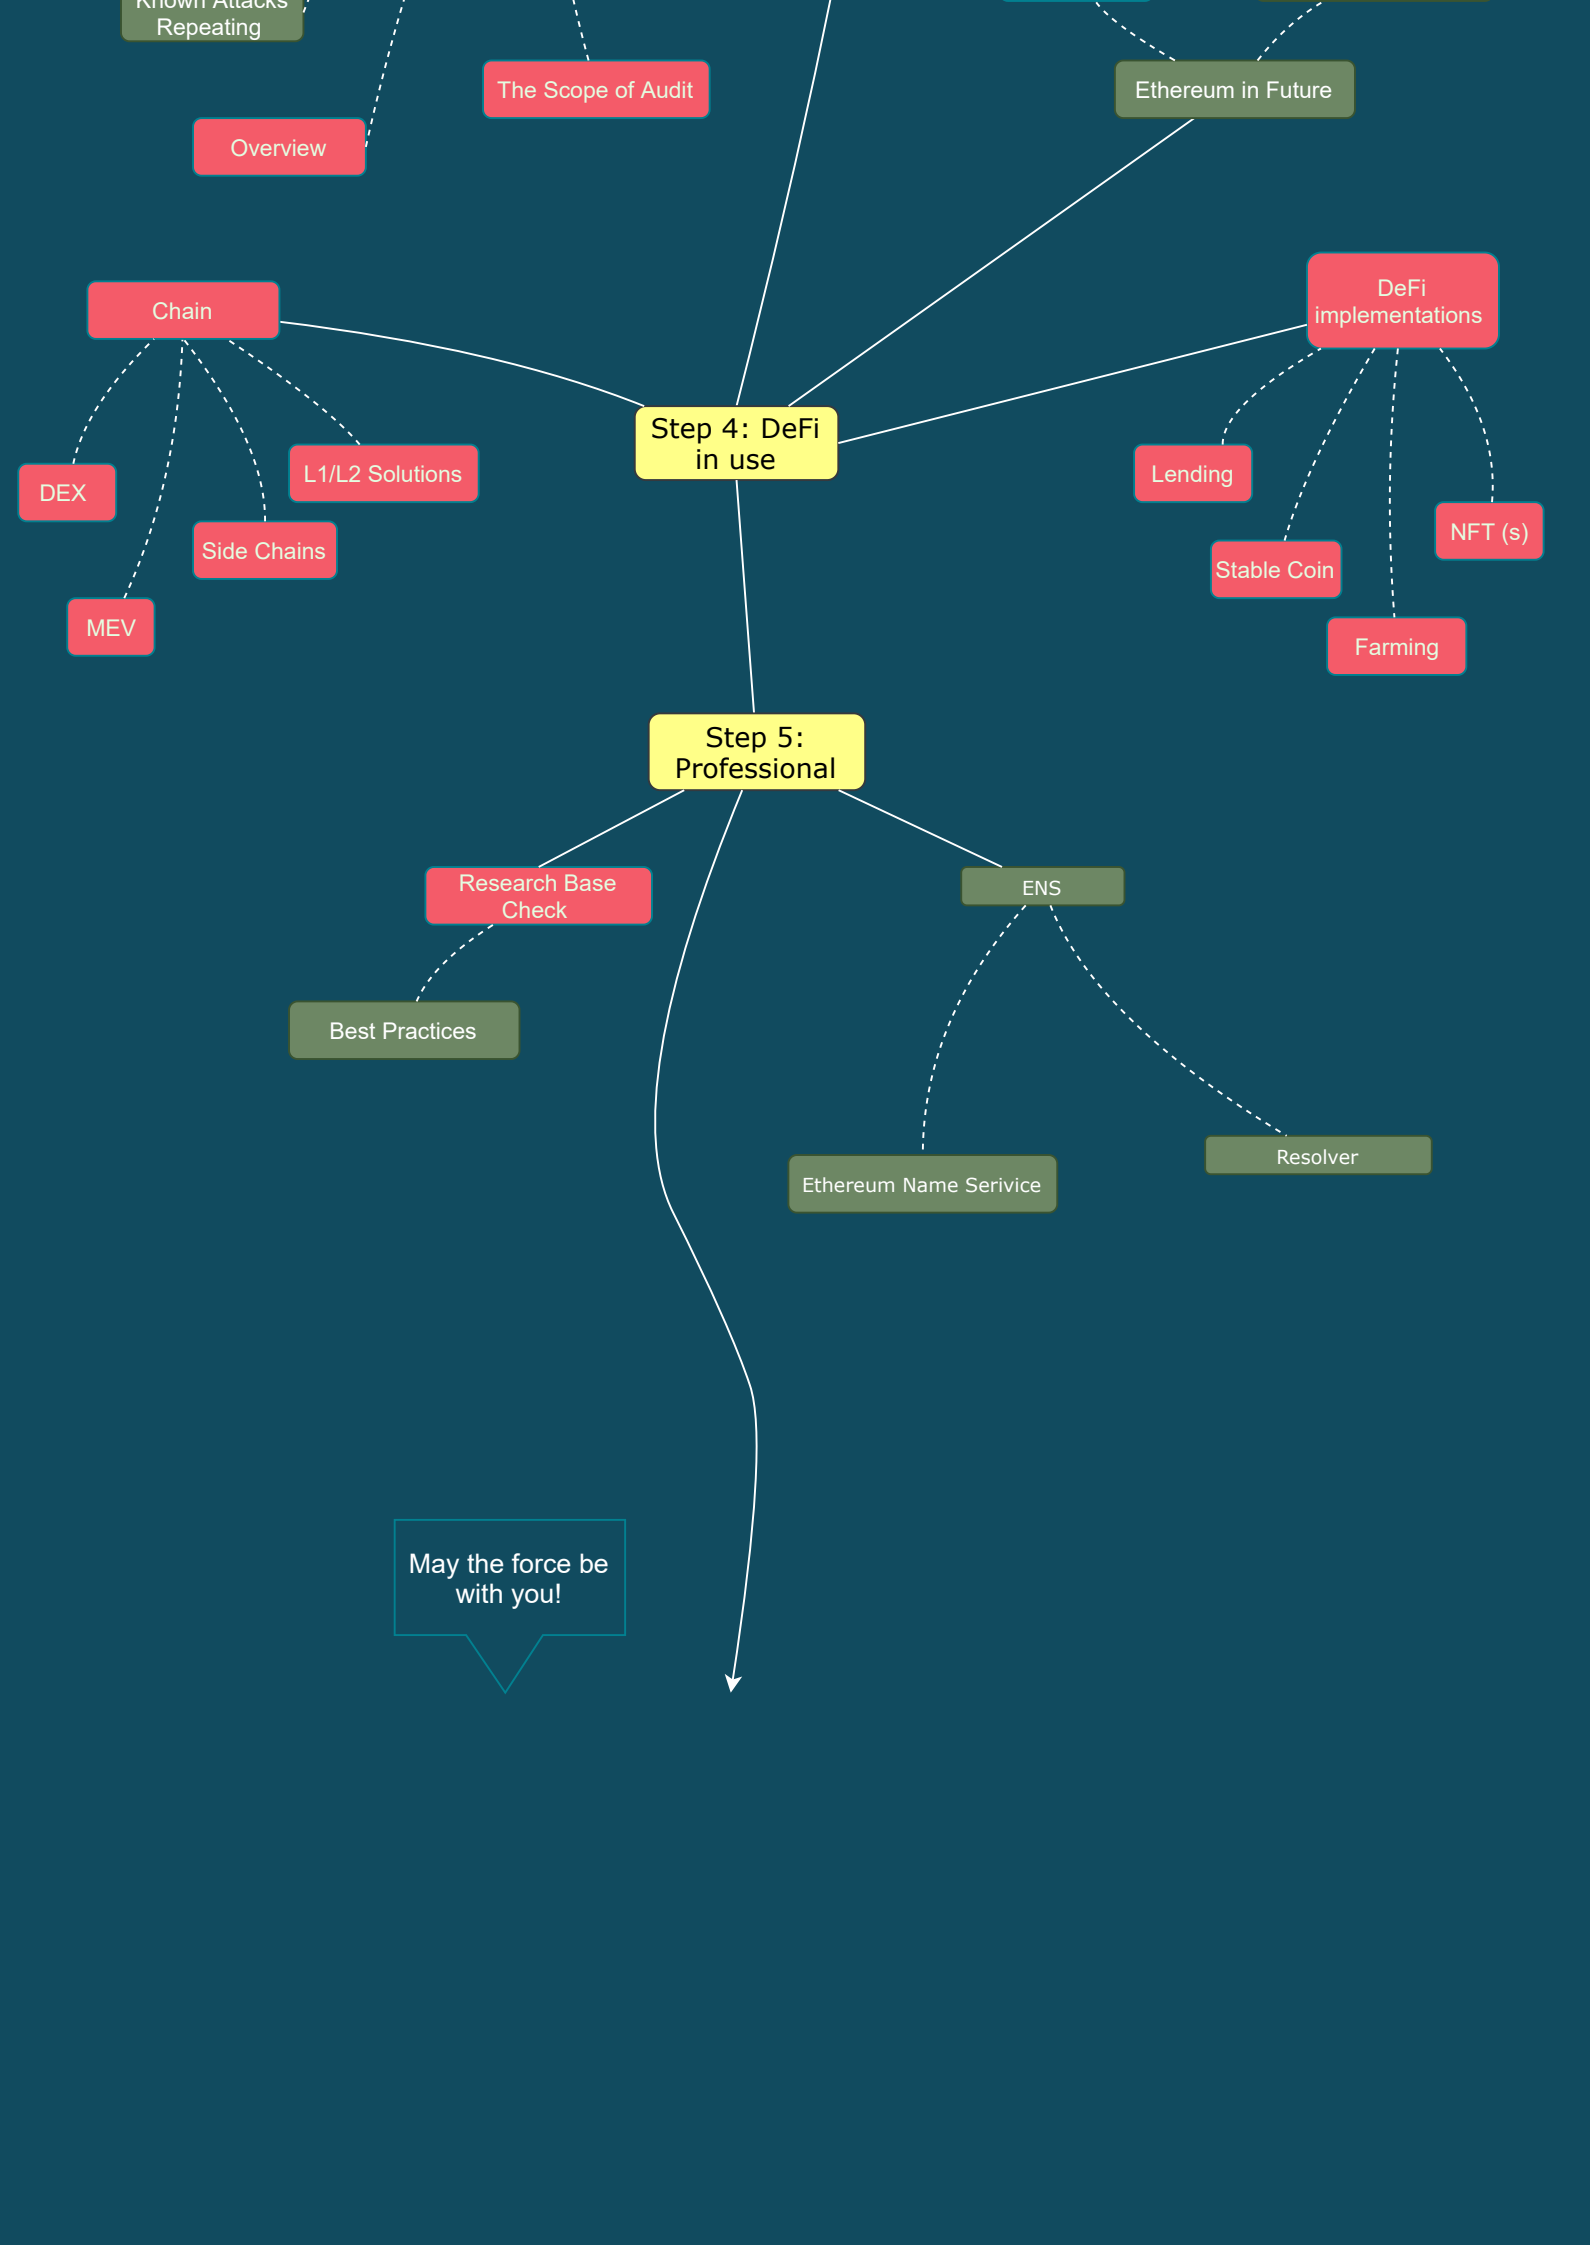 Known Attacks
Repeating
The Scope of Audit
Ethereum in Future
Overview
Chain
DeFi
implementations
Step 4: DeFi
in use
DEX
L1/L2 Solutions
Side Chains
MEV
Lending
NFT (s)
Stable Coin
Farming
Step 5:
Professional
Research Base
Check
ENS
Best Practices
Ethereum Name Serivice
Resolver
May the force be
with you!